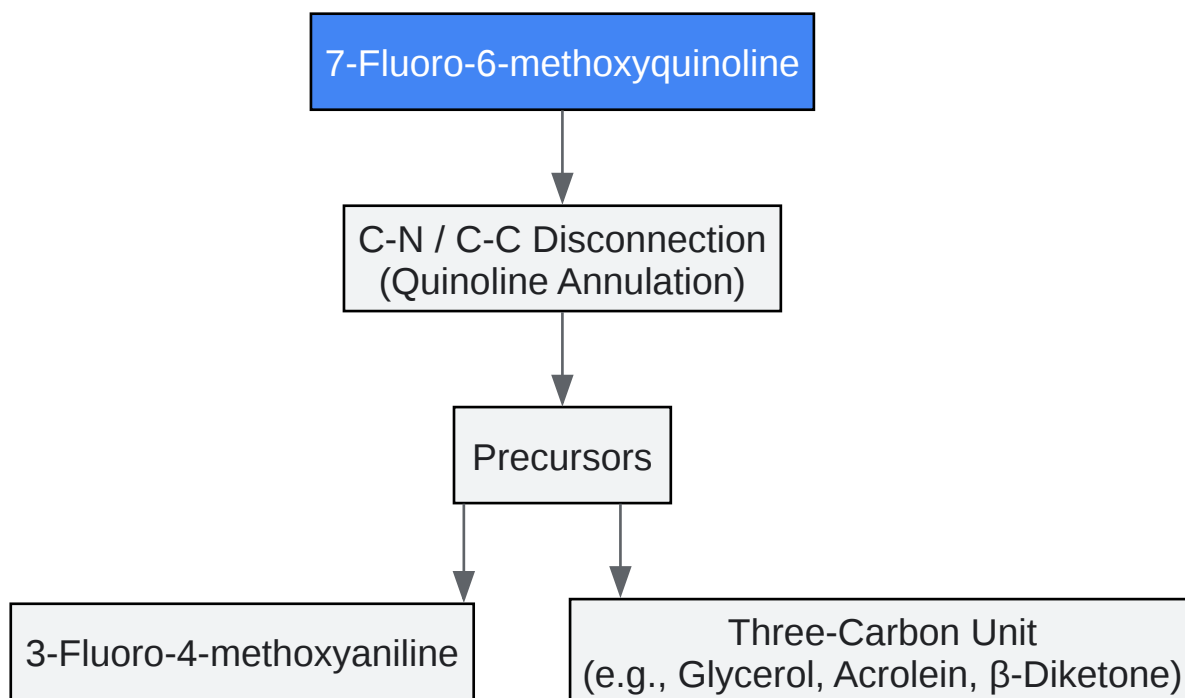 7-Fluoro-6-methoxyquinoline
C-N / C-C Disconnection
(Quinoline Annulation)
Precursors
3-Fluoro-4-methoxyaniline
Three-Carbon Unit
(e.g., Glycerol, Acrolein, β-Diketone)